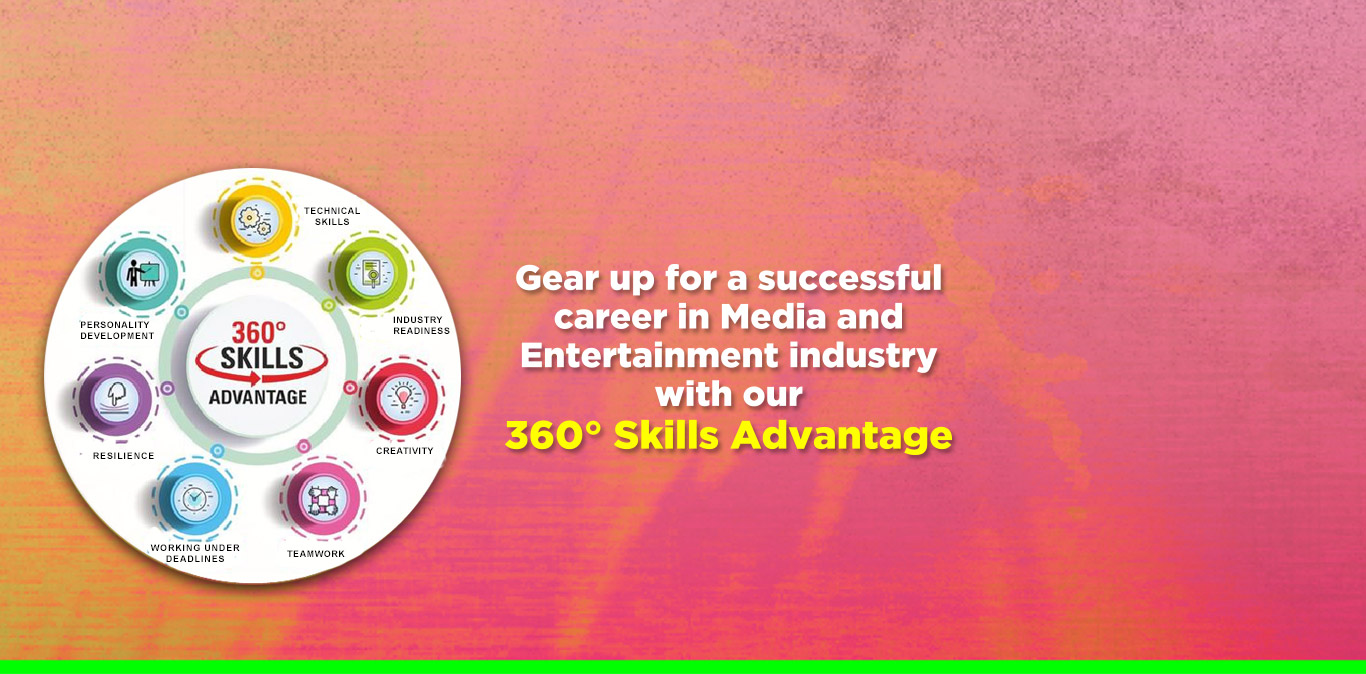 TECHNICAL
SKILLS
INDUSTRY
READINESS
PERSONALITY
DEVELOPMENT
360°
SKILLS
ADVANTAGE
CREATIVITY
RESILIENCE
WORKING UNDER
DEADLINES
TEAMWORK
Gear up for a successful
career in Media and
Entertainment industry
with our
360° Skills Advantage